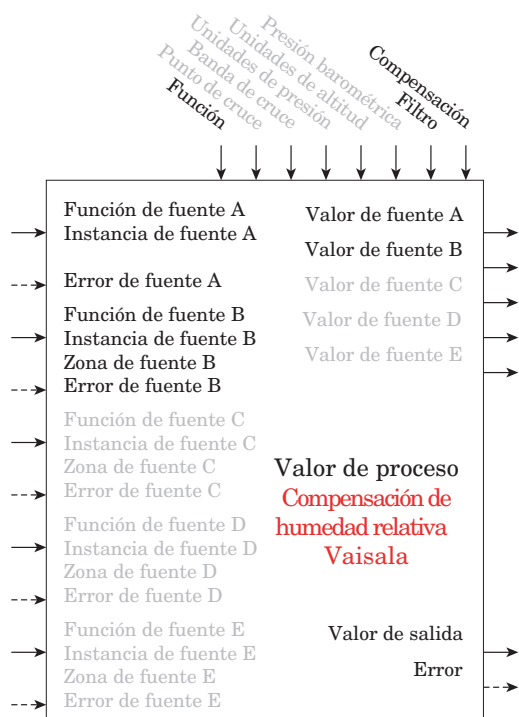 Función
Punto de cruce
Banda de cruce
Unidades de presión
Unidades de altitud
Presión barométrica
Filtro
Compensación
Función de fuente A
Instancia de fuente A
Error de fuente A
Función de fuente B
Instancia de fuente B
Zona de fuente B
Error de fuente B
Función de fuente C
Instancia de fuente C
Zona de fuente C
Error de fuente C
Función de fuente D
Instancia de fuente D
Zona de fuente D
Error de fuente D
Función de fuente E
Instancia de fuente E
Zona de fuente E
Error de fuente E
Valor de fuente A
Valor de fuente B
Valor de fuente C
Valor de fuente D
Valor de fuente E
Valor de proceso
Compensación de
humedad relativa
Vaisala
Valor de salida
Error